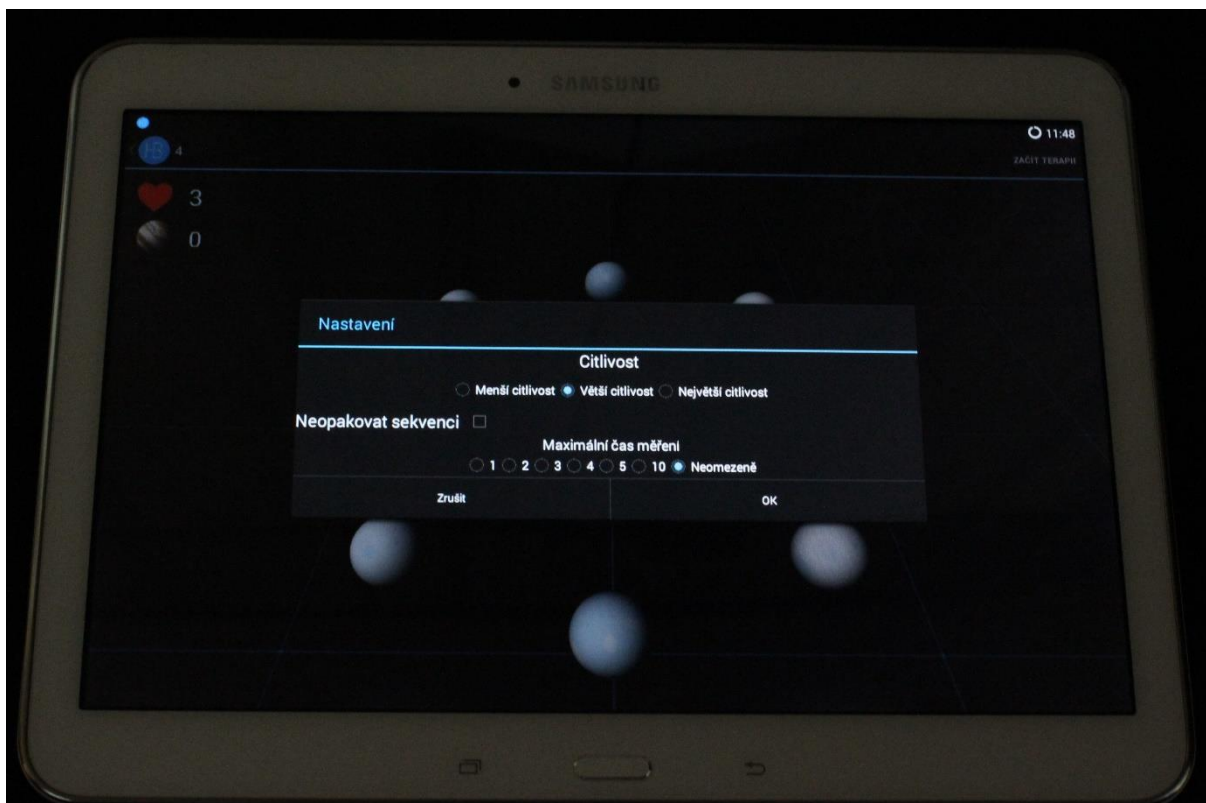 SAMSUNG
11:48
HB 4
ZAČÍT TERAPII
3
0
Nastavení
Citlivost
Menší citlivost Větší citlivost Největší citlivost
Neopakovat sekvenci
Maximální čas měření
1 2 3 4 5 10 Neomezeně
Zrušit OK